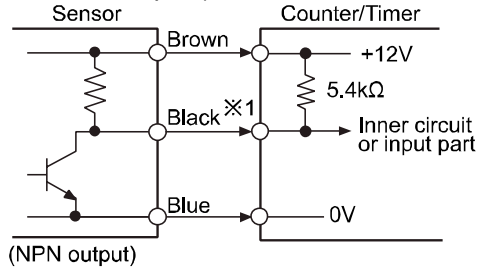 Sensor
Counter/Timer
Brown
+12V
5.4kΩ
Black※1
Inner circuit
or input part
Blue
0V
(NPN output)